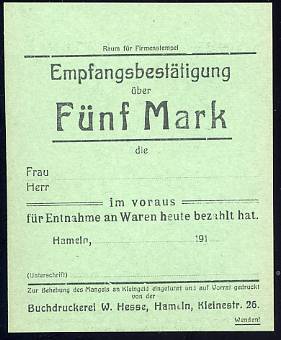 Raum für Firmenstempel
Empfangsbestätigung
über
Fünf Mark
die
Frau
Herr
im voraus
für Entnahme an Waren heute bezahlt hat.
Hameln, 191
(Unterschrift)
Zur Behebung des Mangels an Kleingeld eingeführt und auf Vorrat gedruckt
von der
Buchdruckerei W. Hesse, Hameln, Kleinestr. 26.
Wenden!